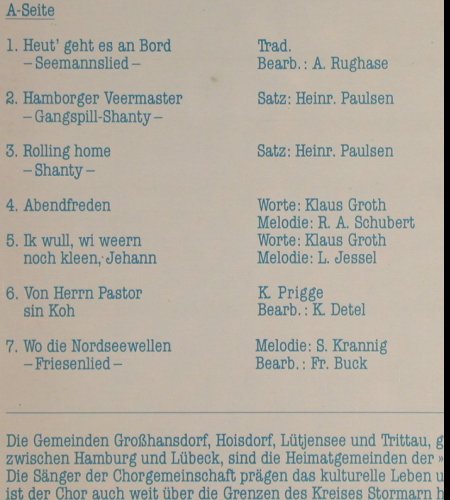 A-Seite
1. Heut' geht es an Bord Trad.
–Seemannslied– Bearb.: A. Rughase
2. Hamborger Veermaster Satz: Heinr. Paulsen
–Gangspill-Shanty–
3. Rolling home Satz: Heinr. Paulsen
–Shanty–
4. Abendfreden Worte: Klaus Groth
Melodie: R. A. Schubert
5. Ik wull, wi weern Worte: Klaus Groth
noch kleen, Jehann Melodie: L. Jessel
6. Von Herrn Pastor K. Prigge
sin Koh Bearb.: K. Detel
7. Wo die Nordseewellen Melodie: S. Krannig
–Friesenlied– Bearb.: Fr. Buck
Die Gemeinden Großhansdorf, Hoisdorf, Lütjensee und Trittau, g
zwischen Hamburg und Lübeck, sind die Heimatgemeinden der »
Die Sänger der Chorgemeinschaft prägen das kulturelle Leben u
ist der Chor auch weit über die Grenzen des Kreises Stormarn h